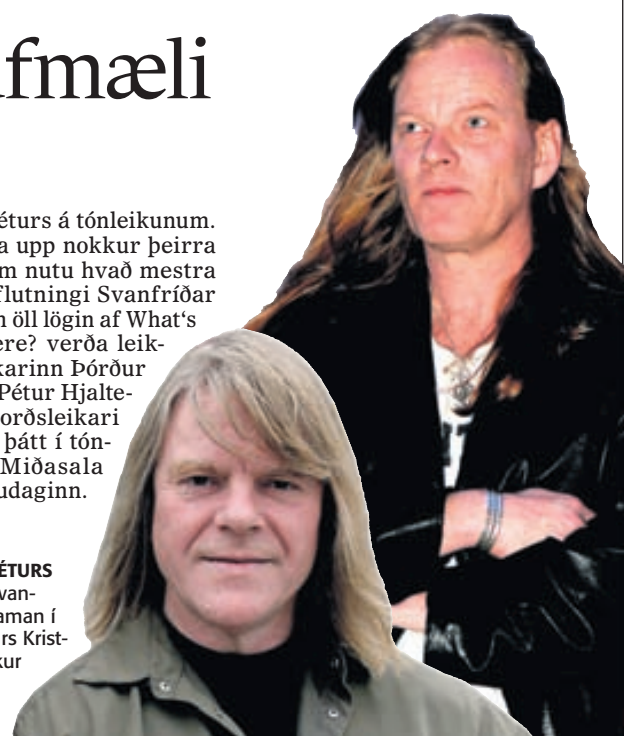 afmæli
éturs á tónleikunum.
a upp nokkur þeirra
m nutu hvað mestra
flutningi Svanfríðar
n öll lögin af What's
ere? verða leik-
karinn Þórður
Pétur Hjalte-
orðsleikari
þátt í tón-
Miðasala
udaginn.
ÉTURS
van-
aman í
rs Krist-
kur